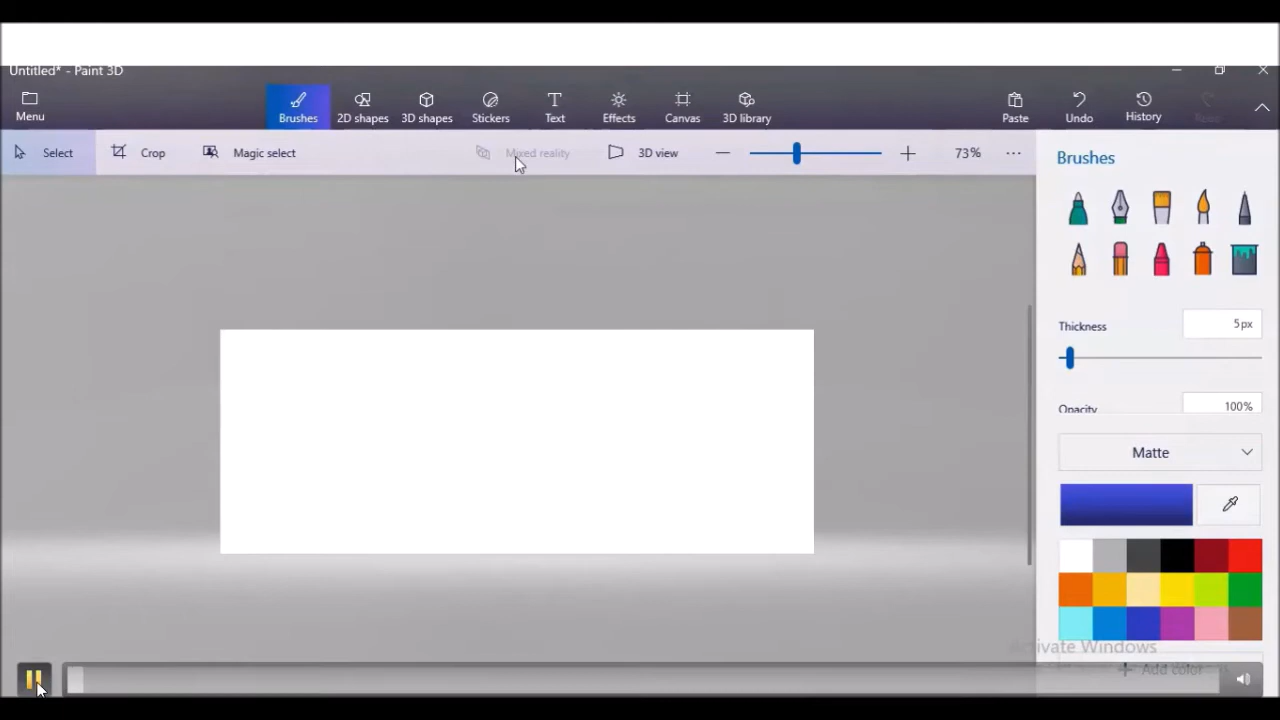 Untitled* - Paint 3D
Menu
Brushes
2D shapes
3D shapes
Stickers
Text
Effects
Canvas
3D library
Paste
Undo
History
Redo
Select
Crop
Magic select
Mixed reality
3D view
73%
Brushes
Thickness
5px
Opacity
100%
Matte
Activate Windows
Add color